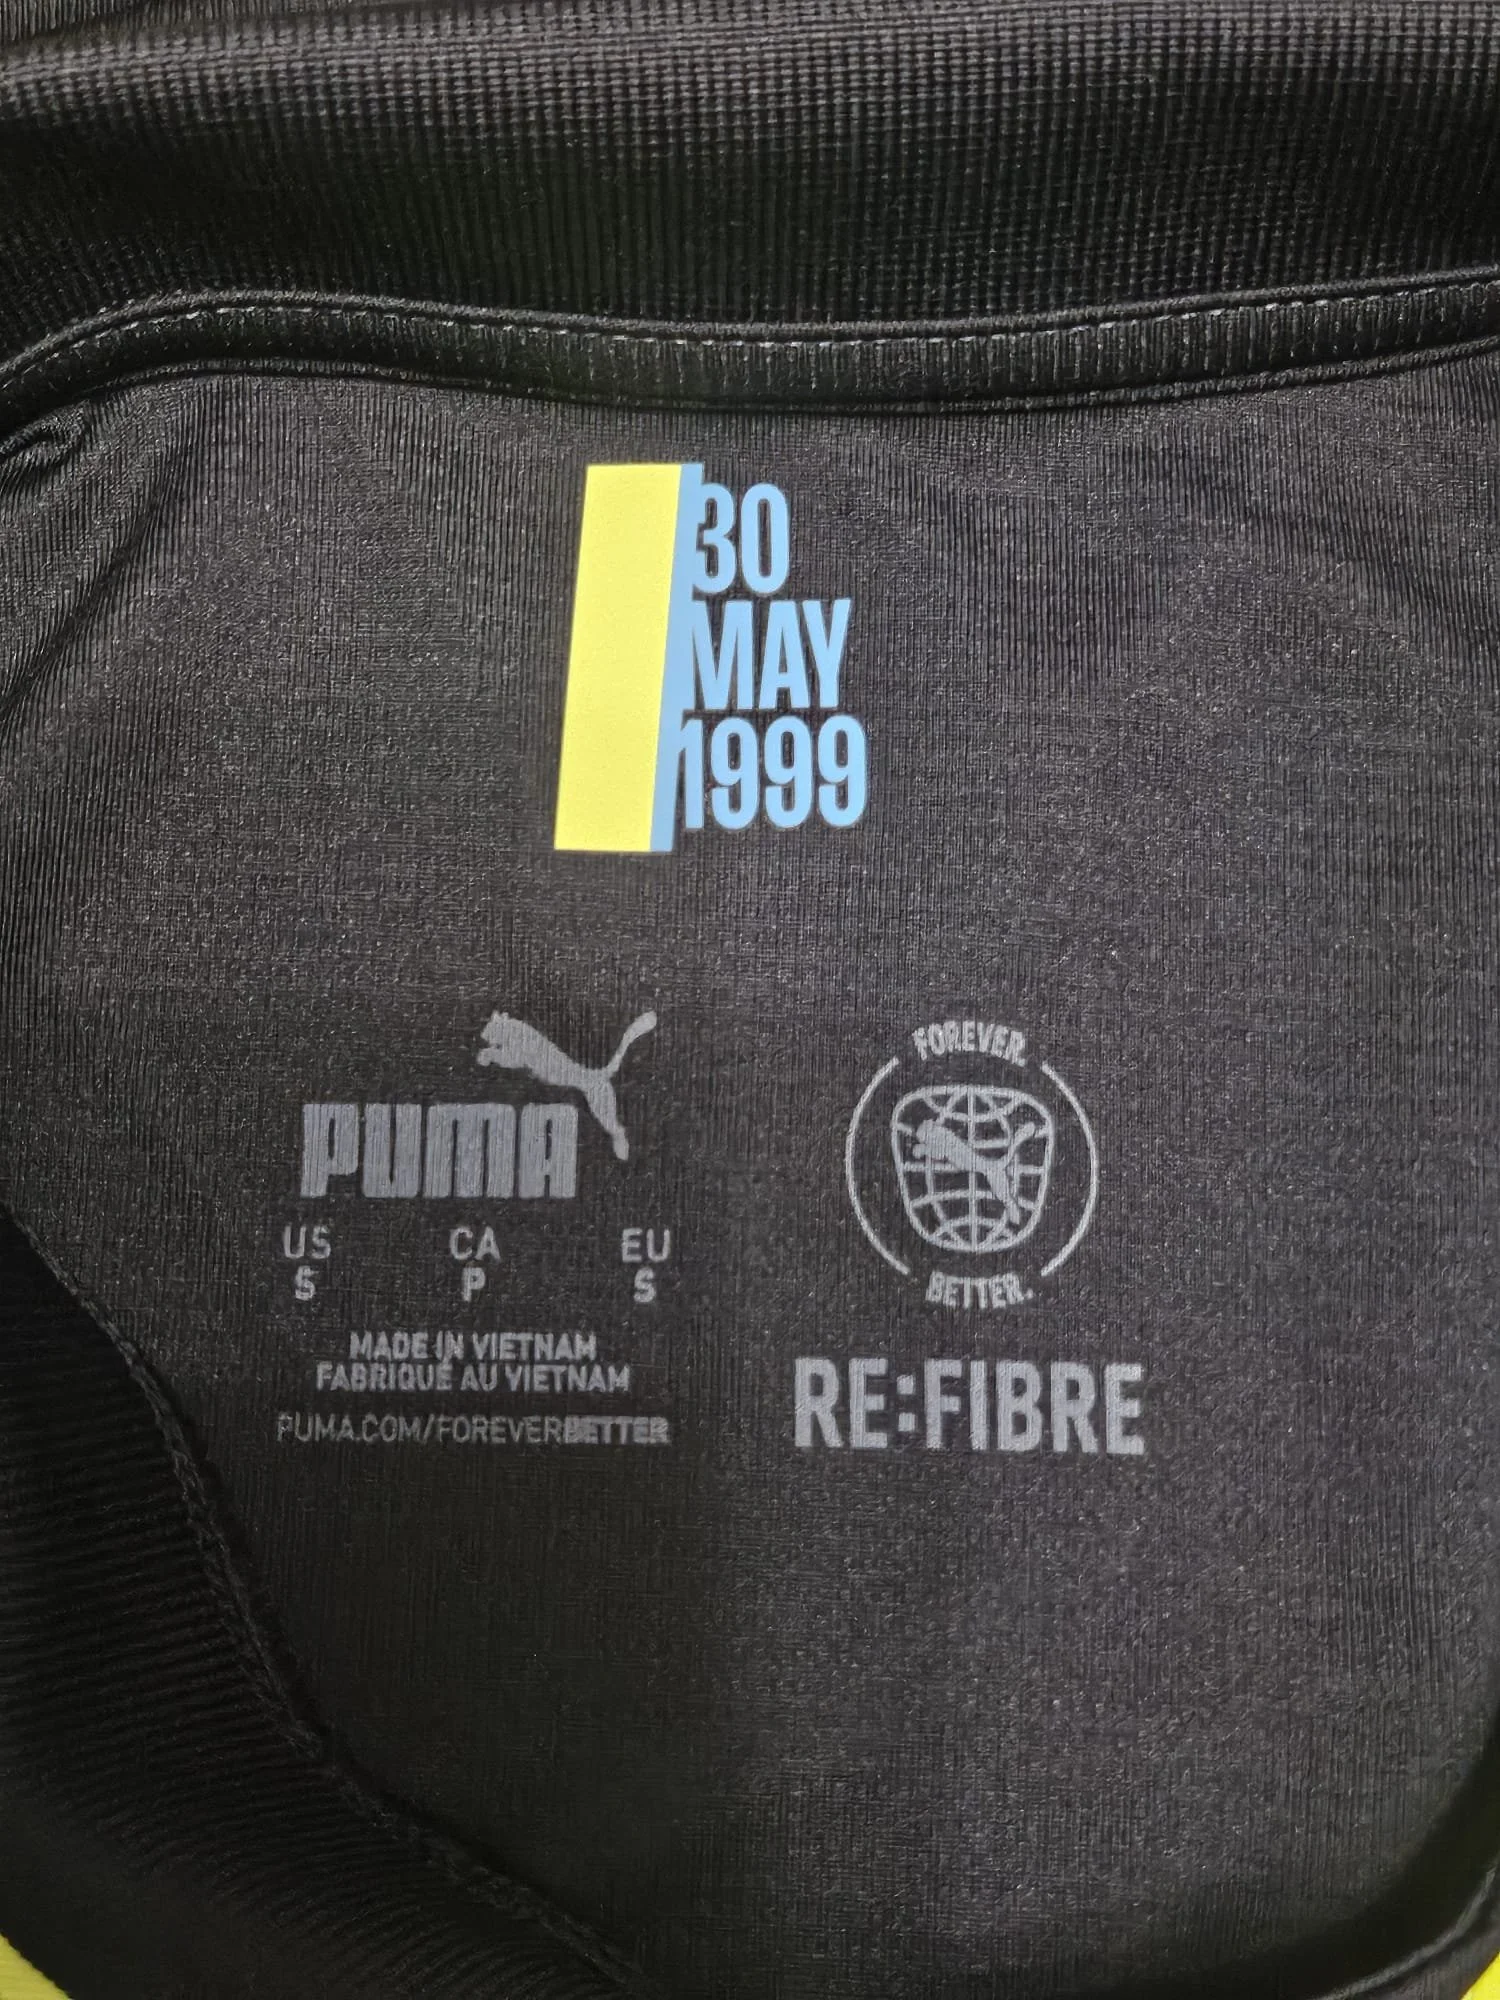 30
MAY
1999
PUMA
US CA EU
S P S
MADE IN VIETNAM
FABRIQUÉ AU VIETNAM
PUMA.COM/FOREVERBETTER
FOREVER.
BETTER.
RE:FIBRE